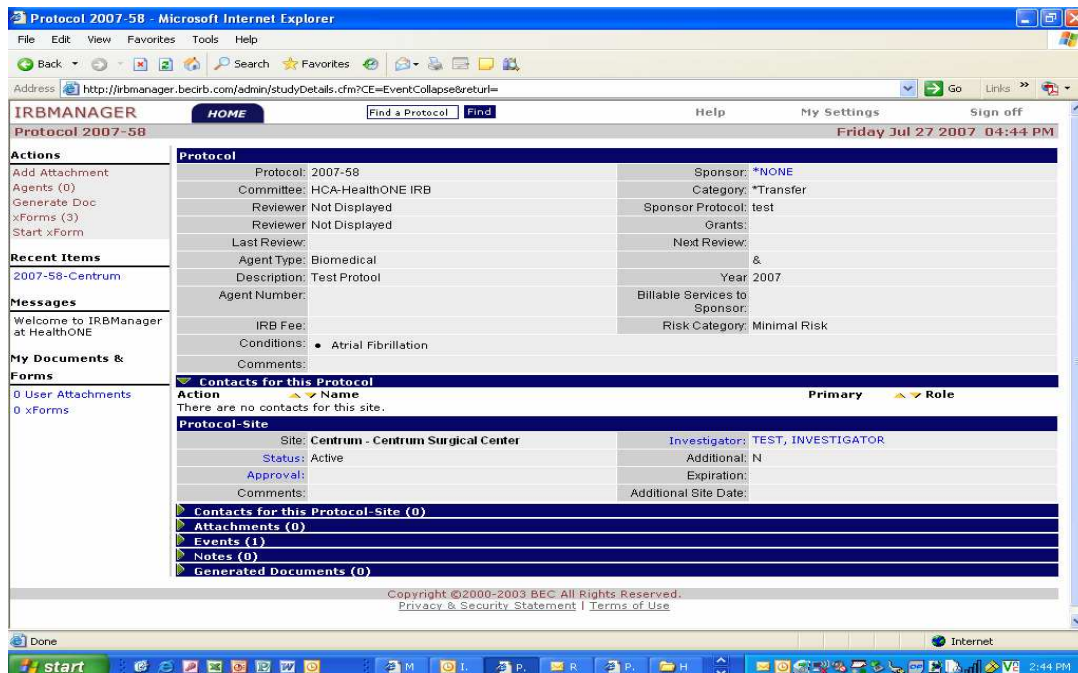 Protocol 2007-58 - Microsoft Internet Explorer
File Edit View Favorites Tools Help
Back Search Favorites
Address http://irbmanager.becirb.com/admin/studyDetails.cfm?CE=EventCollapse&returl= Go Links »
IRBMANAGER HOME Find a Protocol Find Help My Settings Sign off
Protocol 2007-58 Friday Jul 27 2007 04:44 PM
Actions
Add Attachment
Agents (0)
Generate Doc
xForms (3)
Start xForm
Recent Items
2007-58-Centrum
Messages
Welcome to IRBManager
at HealthONE
My Documents &
Forms
0 User Attachments
0 xForms
Protocol
Protocol: 2007-58 Sponsor: *NONE
Committee: HCA-HealthONE IRB Category: *Transfer
Reviewer Not Displayed Sponsor Protocol: test
Reviewer Not Displayed Grants:
Last Review: Next Review:
Agent Type: Biomedical &
Description: Test Protool Year 2007
Agent Number: Billable Services to
Sponsor:
IRB Fee: Risk Category: Minimal Risk
Conditions: • Atrial Fibrillation
Comments:
Contacts for this Protocol
Action Name Primary Role
There are no contacts for this site.
Protocol-Site
Site: Centrum - Centrum Surgical Center Investigator: TEST, INVESTIGATOR
Status: Active Additional: N
Approval: Expiration:
Comments: Additional Site Date:
Contacts for this Protocol-Site (0)
Attachments (0)
Events (1)
Notes (0)
Generated Documents (0)
Copyright ©2000-2003 BEC All Rights Reserved.
Privacy & Security Statement | Terms of Use
Done Internet
start M I. P. R P. H 2:44 PM